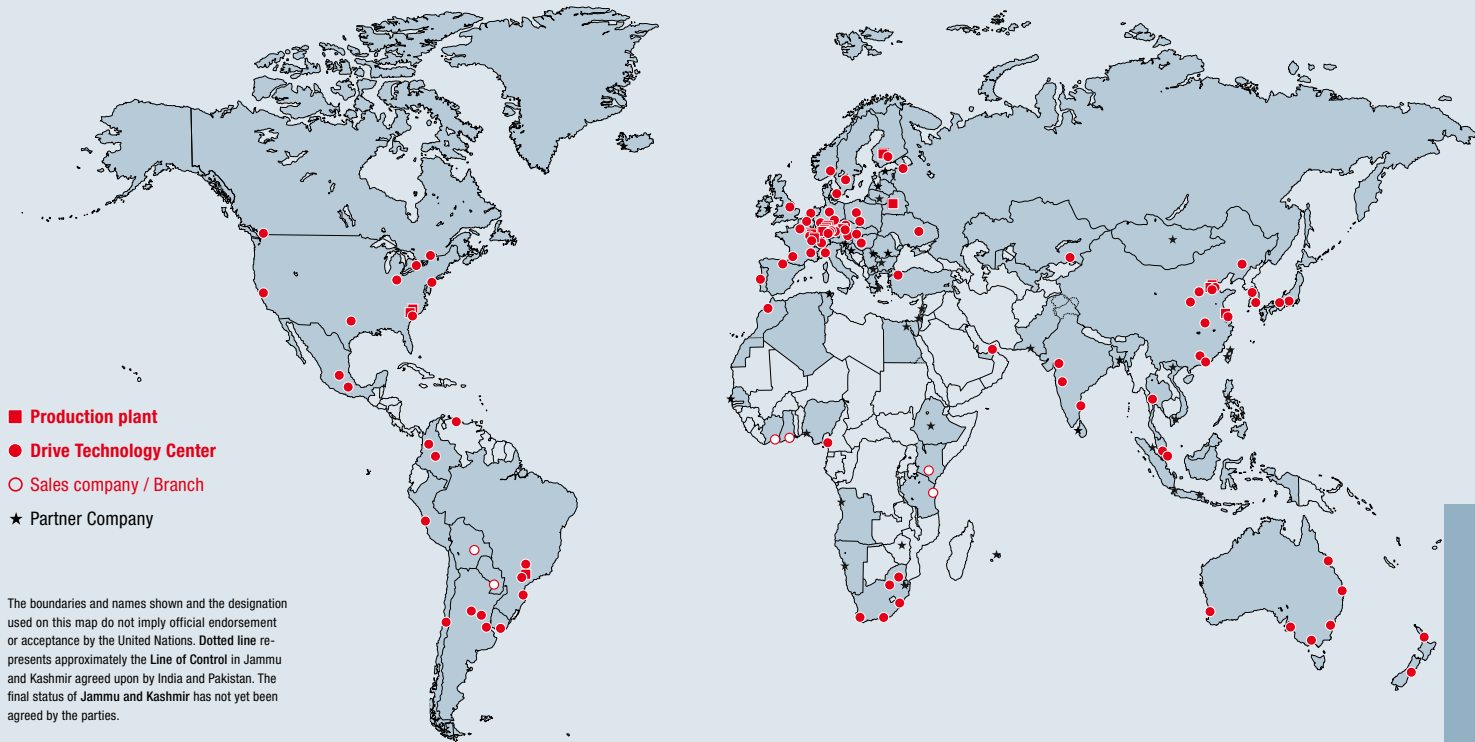 Production plant
Drive Technology Center
Sales company / Branch
Partner Company
The boundaries and names shown and the designation
used on this map do not imply official endorsement
or acceptance by the United Nations. Dotted line re-
presents approximately the Line of Control in Jammu
and Kashmir agreed upon by India and Pakistan. The
final status of Jammu and Kashmir has not yet been
agreed by the parties.